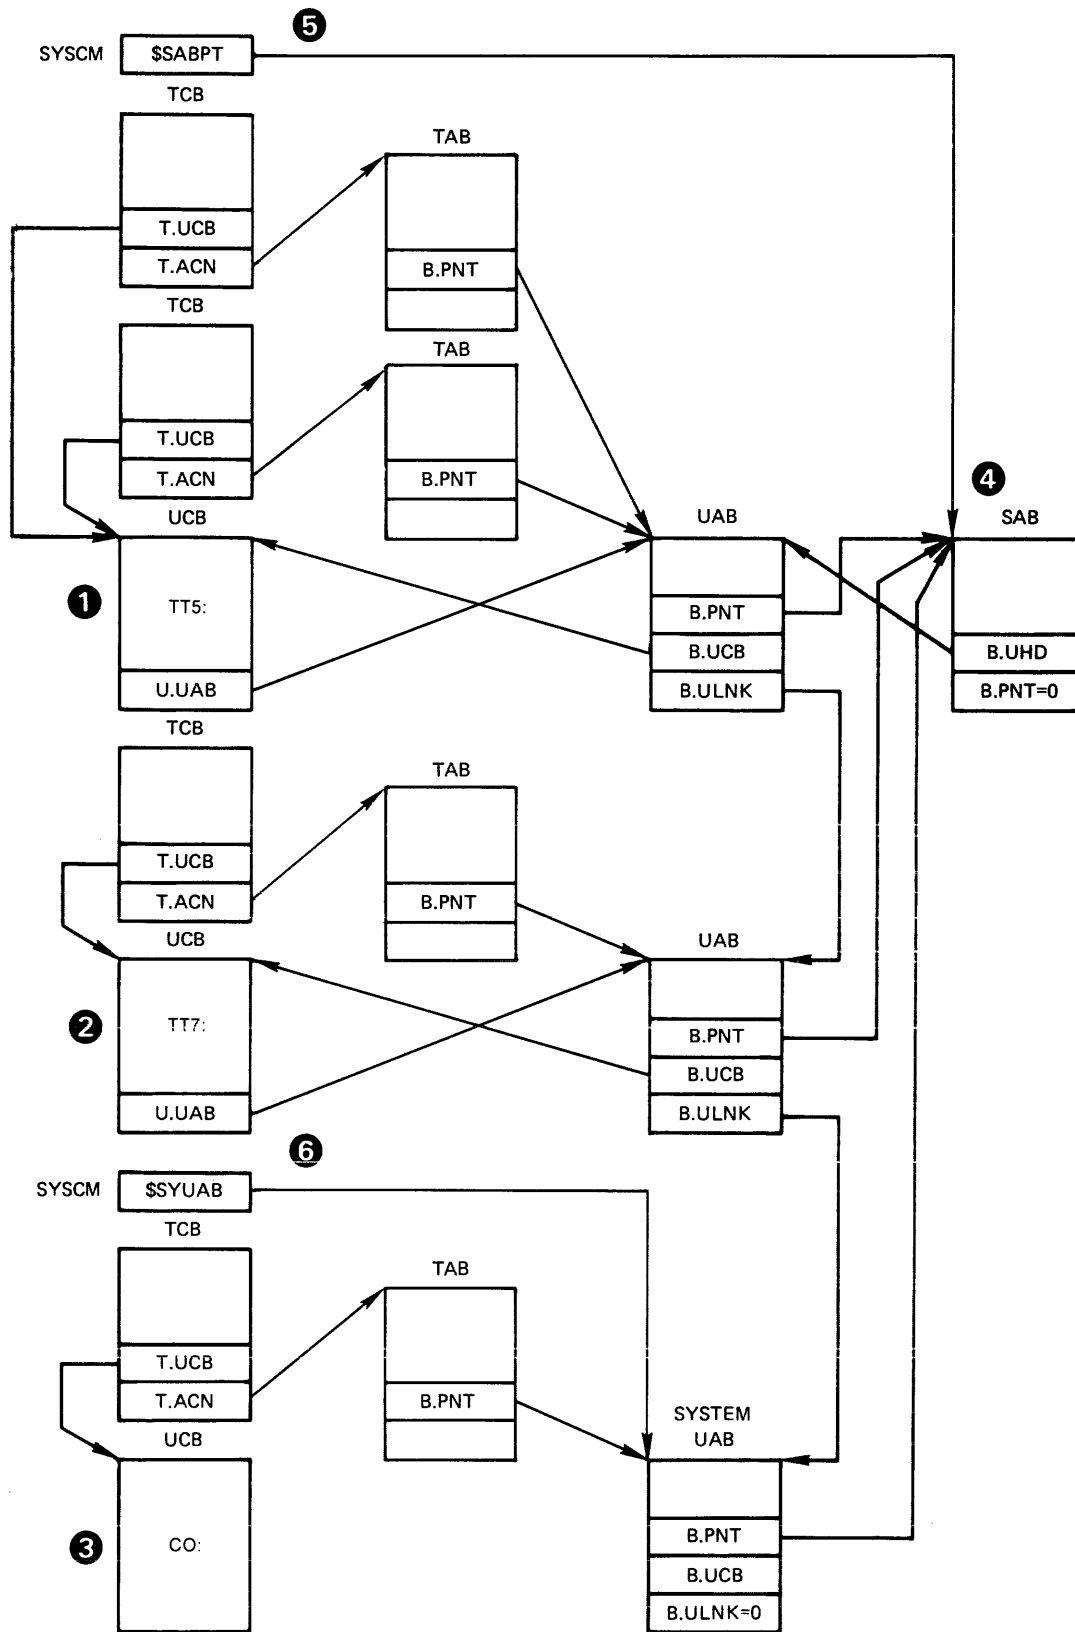 5
SYSCM $SABPT
TCB
TAB
T.UCB
T.ACN
B.PNT
TCB
TAB
T.UCB
T.ACN
B.PNT
4
UCB
UAB
SAB
1
TT5:
B.PNT
B.UCB
B.UHD
U.UAB
B.ULNK
B.PNT=0
TCB
TAB
T.UCB
T.ACN
B.PNT
UCB
UAB
2
TT7:
B.PNT
B.UCB
U.UAB
B.ULNK
6
SYSCM $SYUAB
TCB
TAB
T.UCB
T.ACN
B.PNT
SYSTEM
UCB
UAB
3
CO:
B.PNT
B.UCB
B.ULNK=0